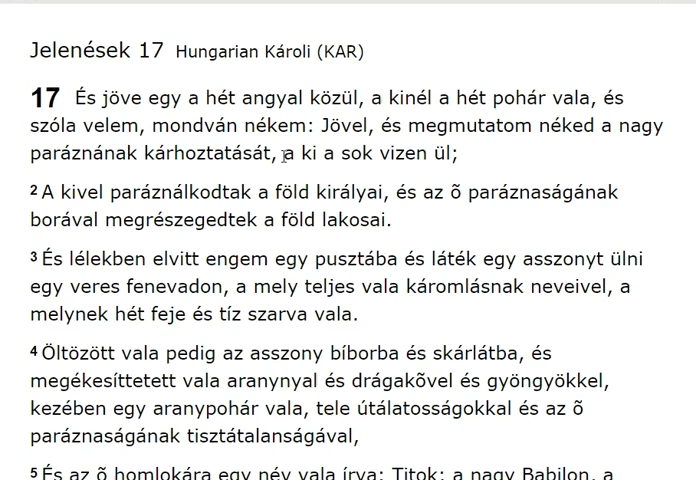 Jelenések 17 Hungarian Károli (KAR)
17 És jöve egy a hét angyal közül, a kinél a hét pohár vala, és
szóla velem, mondván nékem: Jövel, és megmutatom néked a nagy
paráznának kárhoztatását, a ki a sok vizen ül;
2 A kivel paráználkodtak a föld királyai, és az õ paráznaságának
borával megrészegedtek a föld lakosai.
3 És lélekben elvitt engem egy pusztába és láték egy asszonyt ülni
egy veres fenevadon, a mely teljes vala káromlásnak neveivel, a
melynek hét feje és tíz szarva vala.
4 Öltözött vala pedig az asszony bíborba és skárlátba, és
megékesíttetett vala aranynyal és drágakõvel és gyöngyökkel,
kezében egy aranypohár vala, tele útálatosságokkal és az õ
paráznaságának tisztátalanságával,
5 És az õ homlokára egy név vala írva: Titok: a nagy Babilon, a